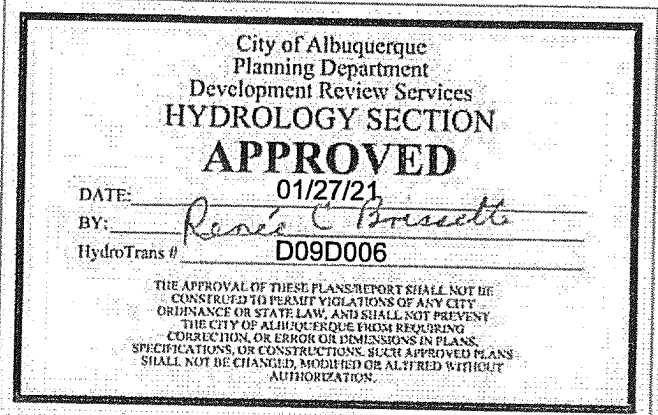 City of Albuquerque
Planning Department
Development Review Services
HYDROLOGY SECTION
APPROVED
DATE: 01/27/21
BY: Reneé C Brissette
HydroTrans # D09D006
THE APPROVAL OF THESE PLANS/REPORT SHALL NOT BE
CONSTRUED TO PERMIT VIOLATIONS OF ANY CITY
ORDINANCE OR STATE LAW, AND SHALL NOT PREVENT
THE CITY OF ALBUQUERQUE FROM REQUIRING
CORRECTION, OR ERROR OR DIMENSIONS IN PLANS,
SPECIFICATIONS, OR CONSTRUCTIONS. SUCH APPROVED PLANS
SHALL NOT BE CHANGED, MODIFIED OR ALTERED WITHOUT
AUTHORIZATION.